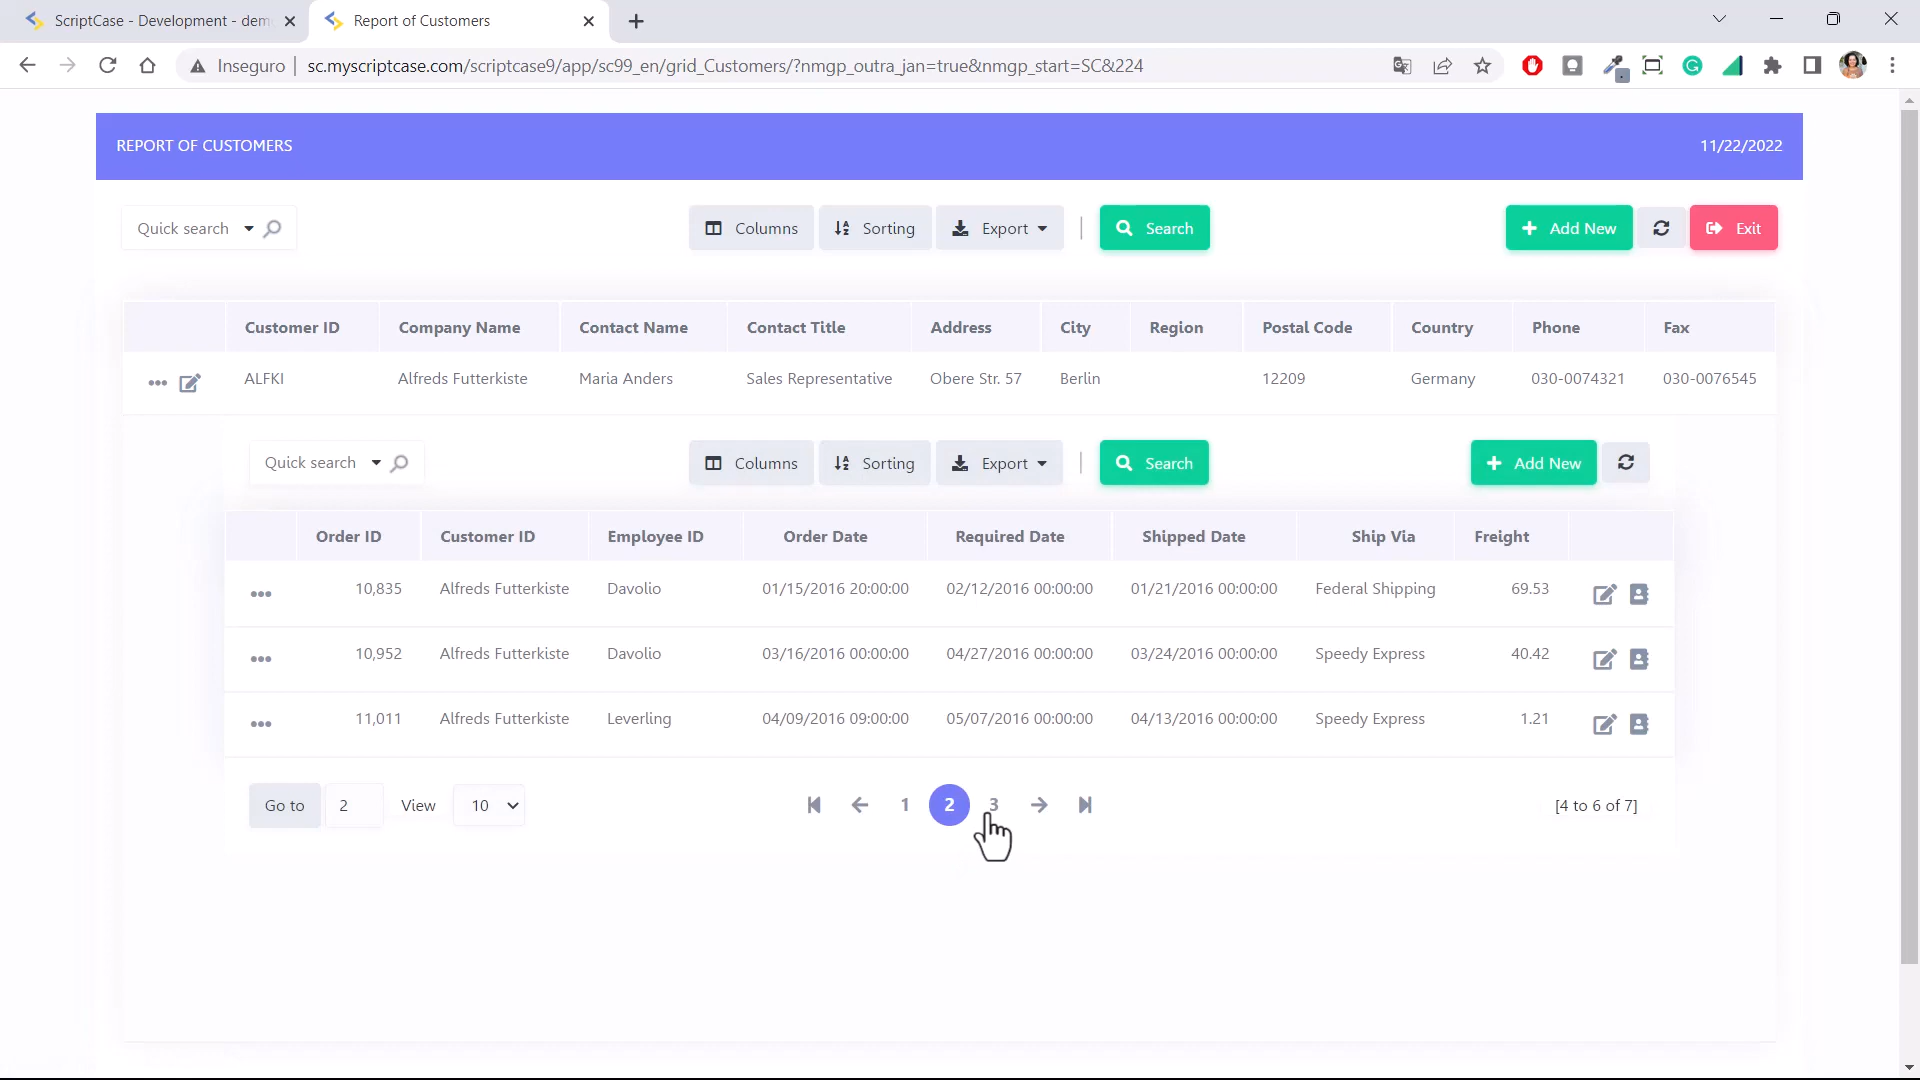 ScriptCase - Development - dem
Report of Customers
Inseguro
sc.myscriptcase.com/scriptcase9/app/sc99_en/grid_Customers/?nmgp_outra_jan=true&nmgp_start=SC&224
REPORT OF CUSTOMERS 11/22/2022
Quick search Columns Sorting Export Search Add New Exit
Customer ID Company Name Contact Name Contact Title Address City Region Postal Code Country Phone Fax
ALFKI Alfreds Futterkiste Maria Anders Sales Representative Obere Str. 57 Berlin 12209 Germany 030-0074321 030-0076545
Quick search Columns Sorting Export Search Add New
Order ID Customer ID Employee ID Order Date Required Date Shipped Date Ship Via Freight
10,835 Alfreds Futterkiste Davolio 01/15/2016 20:00:00 02/12/2016 00:00:00 01/21/2016 00:00:00 Federal Shipping 69.53
10,952 Alfreds Futterkiste Davolio 03/16/2016 00:00:00 04/27/2016 00:00:00 03/24/2016 00:00:00 Speedy Express 40.42
11,011 Alfreds Futterkiste Leverling 04/09/2016 09:00:00 05/07/2016 00:00:00 04/13/2016 00:00:00 Speedy Express 1.21
Go to 2 View 10 1 2 3 [4 to 6 of 7]